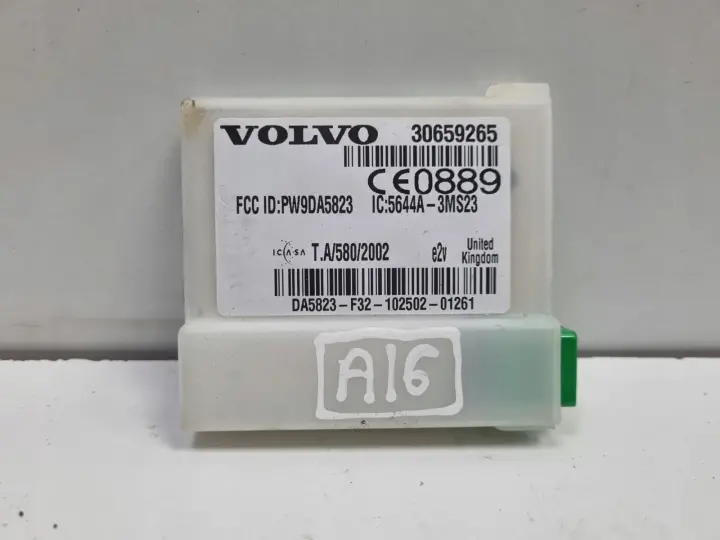 VOLVO 30659265
CE0889
FCC ID:PW9DA5823 IC:5644A-3MS23
ICASA T.A/580/2002 e2v United Kingdom
DA5823-F32-102502-01261
A16